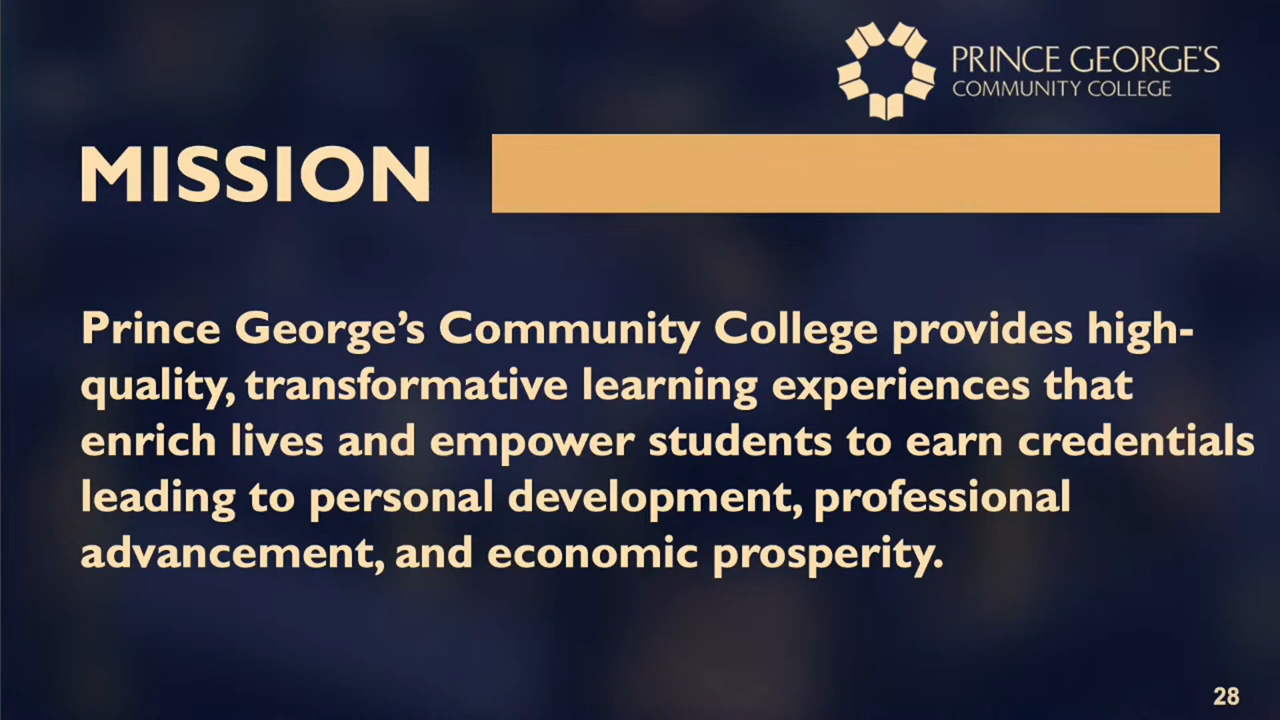 PRINCE GEORGE'S
COMMUNITY COLLEGE
MISSION
Prince George’s Community College provides high-
quality, transformative learning experiences that
enrich lives and empower students to earn credentials
leading to personal development, professional
advancement, and economic prosperity.
28